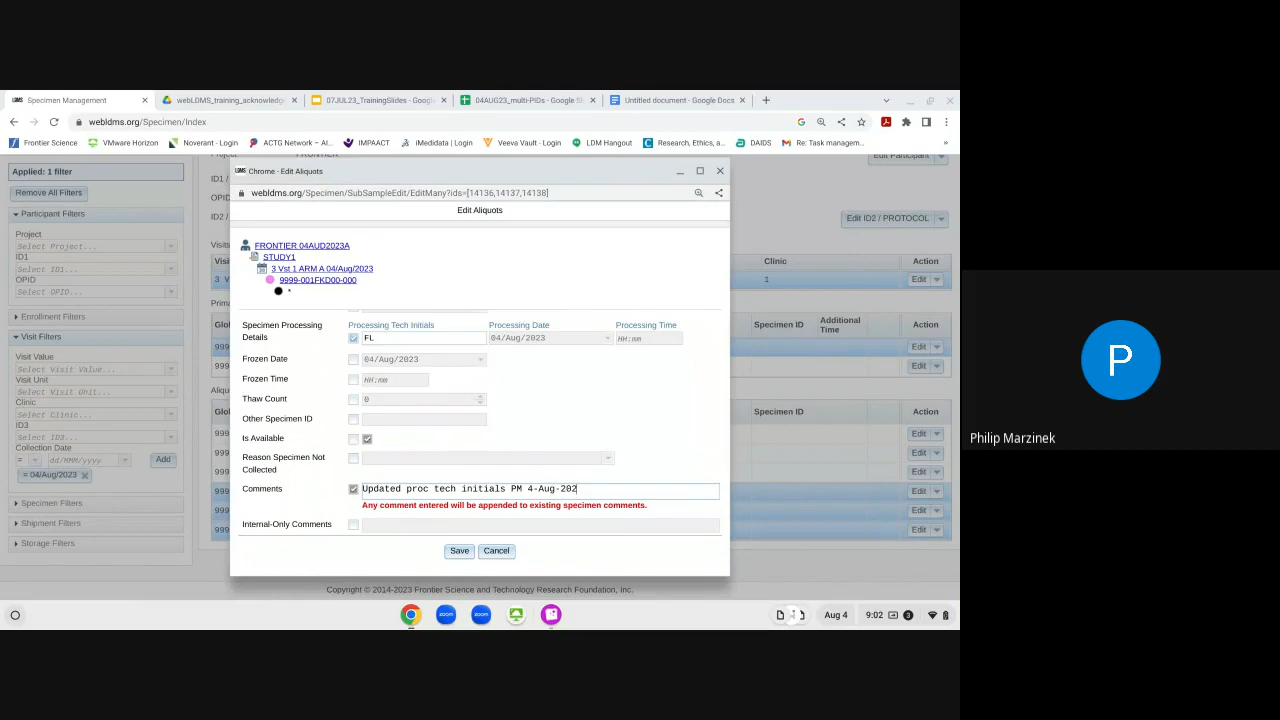 Specimen Management
webLDMS_training_acknowledg
07JUL23_TrainingSlides - Googl
04AUG23_multi-PIDs - Google S
Untitled document - Google Docs
webldms.org/Specimen/Index
Frontier Science
VMware Horizon
Noverant - Login
ACTG Network – Al...
IMPAACT
iMedidata | Login
Veeva Vault - Login
LDM Hangout
Research, Ethics, a...
DAIDS
Re: Task managem...
Applied: 1 filter
FRONTIER
Edit Participant
Remove All Filters
ID1 /
OPID
ID2 /
Edit ID2 / PROTOCOL
Participant Filters
Project
Select Project...
ID1
Select ID1...
OPID
Select OPID...
Enrollment Filters
Visit Filters
Visit Value
Select Visit Value...
Visit Unit
Select Visit Unit...
Clinic
Select Clinic...
ID3
Select ID3...
Collection Date
= dd/MMM/yyyy Add
= 04/Aug/2023
Specimen Filters
Shipment Filters
Storage Filters
Chrome - Edit Aliquots
webldms.org/Specimen/SubSampleEdit/EditMany?ids=[14136,14137,14138]
Edit Aliquots
FRONTIER 04AUD2023A
STUDY1
3 Vst 1 ARM A 04/Aug/2023
9999-001FKD00-000
*
Specimen Processing Details
Processing Tech Initials Processing Date Processing Time
FL 04/Aug/2023 HH:mm
Frozen Date 04/Aug/2023
Frozen Time HH:mm
Thaw Count 0
Other Specimen ID
Is Available
Reason Specimen Not
Collected
Comments Updated proc tech initials PM 4-Aug-202
Any comment entered will be appended to existing specimen comments.
Internal-Only Comments
Save Cancel
Clinic Action
1 Edit
Specimen ID Additional Time Action
Edit
Edit
Specimen ID Action
Edit
Edit
Edit
Edit
Edit
Edit
Copyright © 2014-2023 Frontier Science and Technology Research Foundation, Inc.
zoom
zoom
Aug 4
9:02
3
P
Philip Marzinek